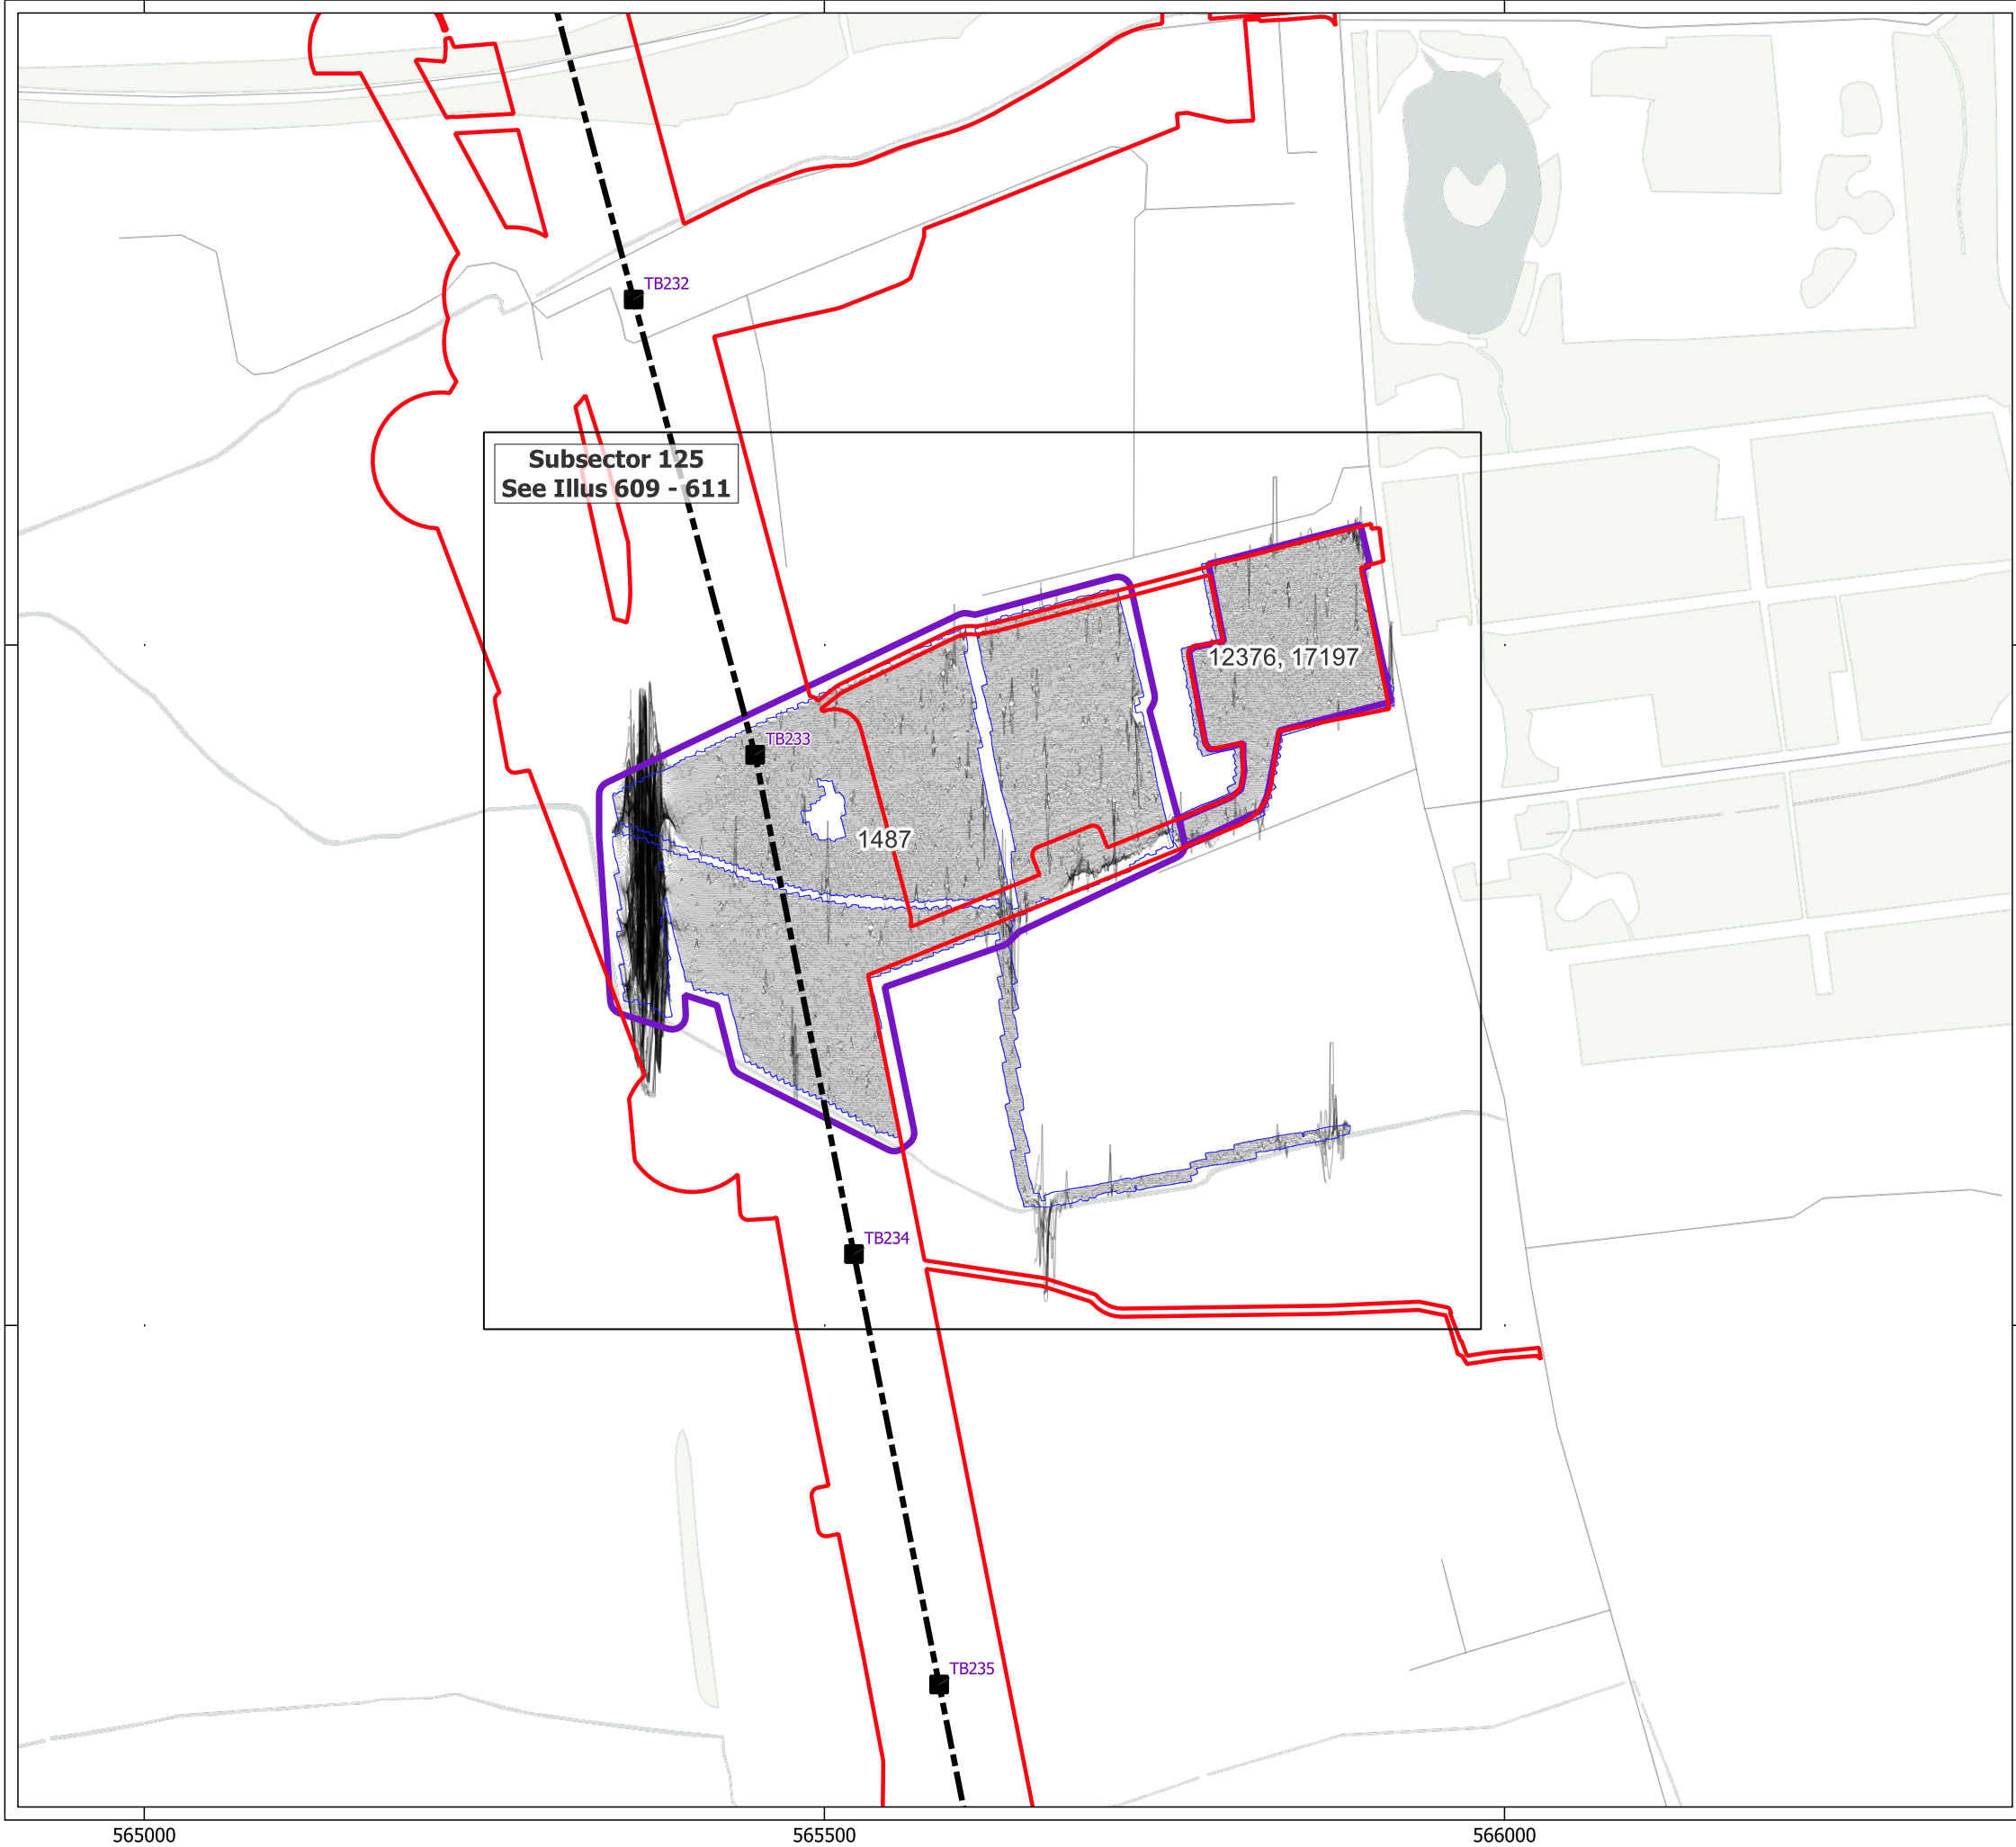 TB232
Subsector 125
See Illus 609 - 611
12376, 17197
TB233
1487
TB234
TB235
565000
565500
566000